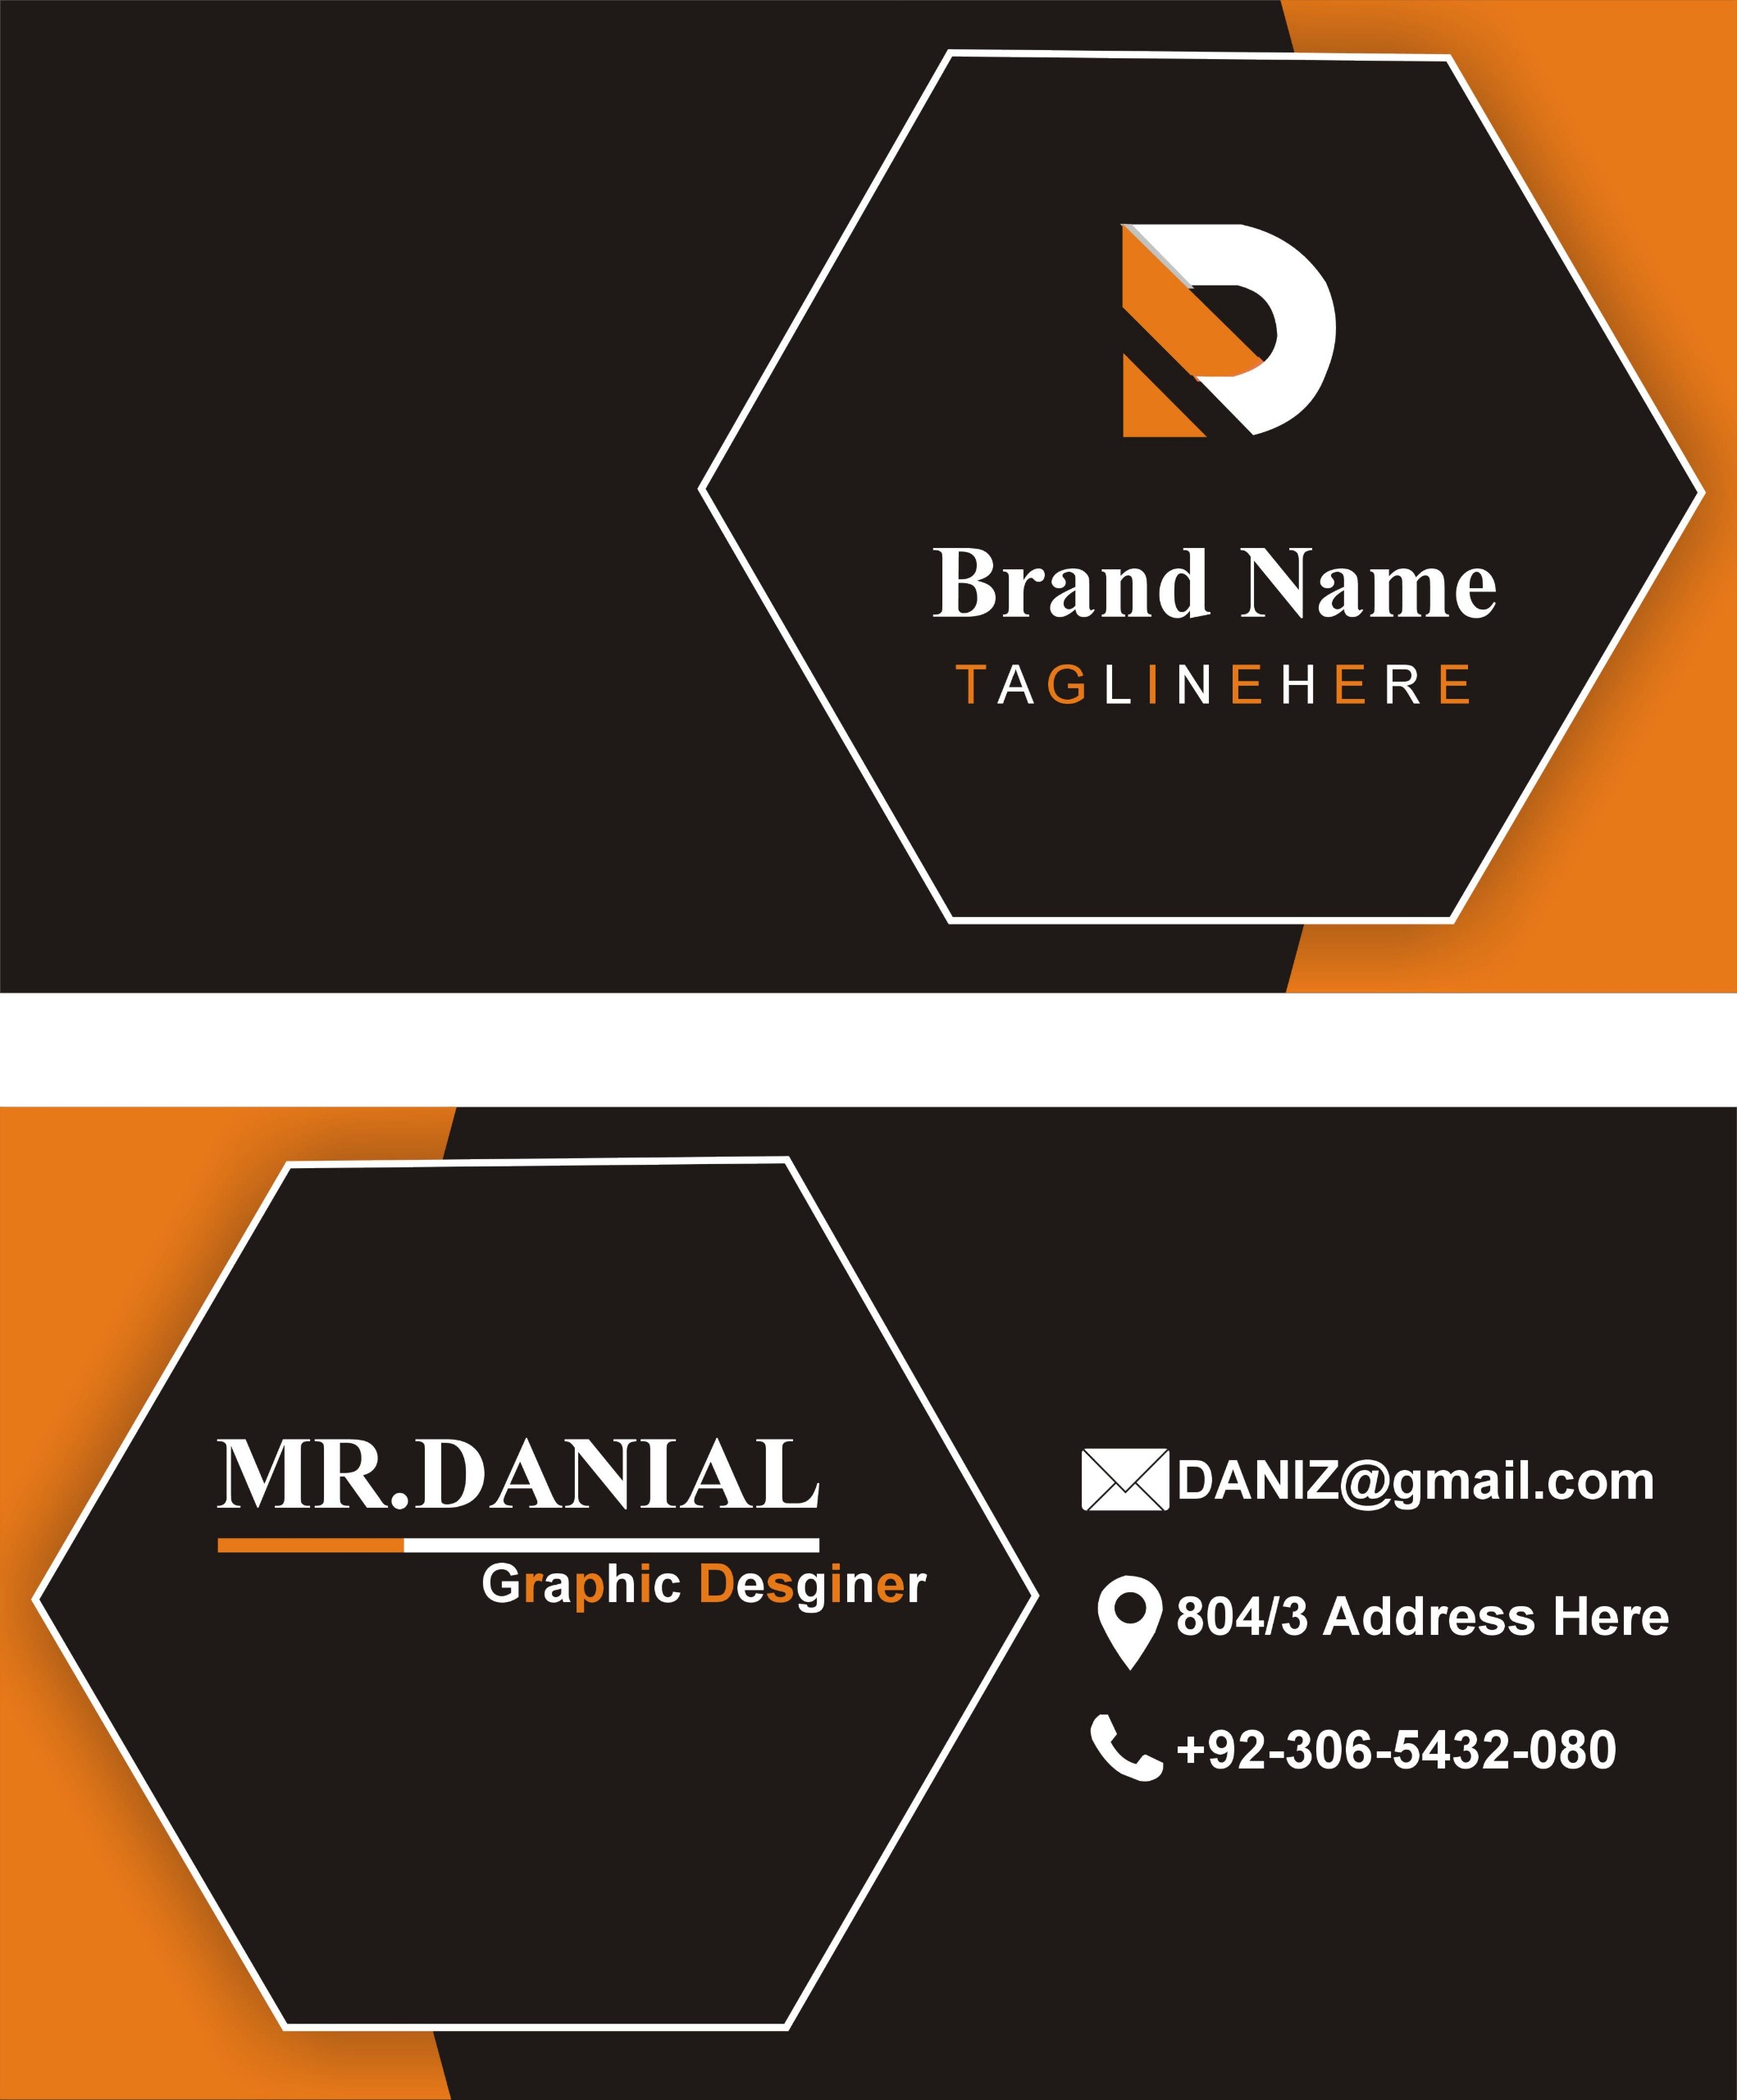 Brand Name
TAGLINEHERE
MR.DANIAL
Graphic Desginer
DANIZ@gmail.com
804/3 Address Here
+92-306-5432-080